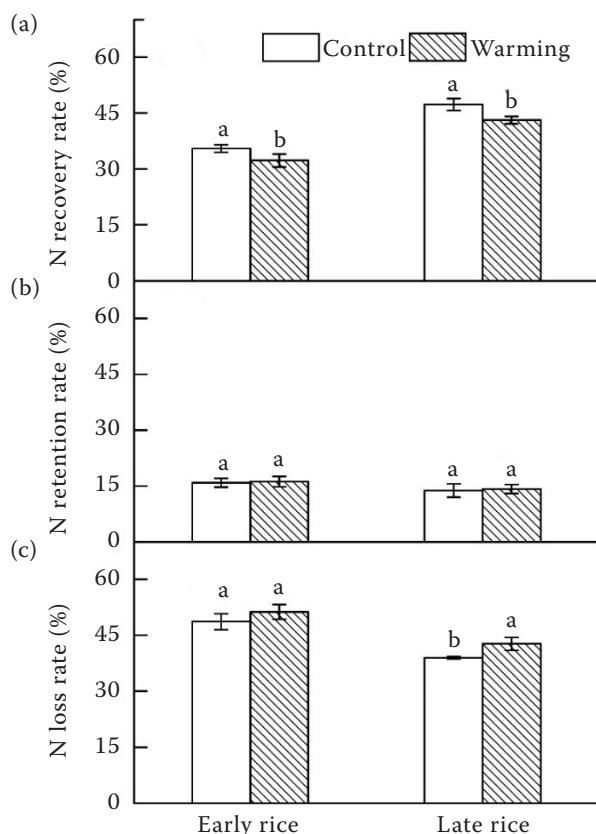 (a)
Control Warming
N recovery rate (%)
60
45
30
15
0
a b a b
(b)
N retention rate (%)
60
45
30
15
0
a a a a
(c)
N loss rate (%)
60
45
30
15
0
a a b a
Early rice Late rice